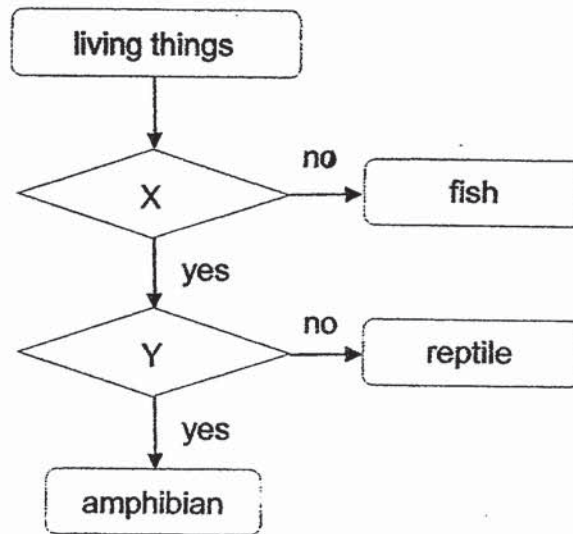 living things
X
no
fish
yes
Y
no
reptile
yes
amphibian